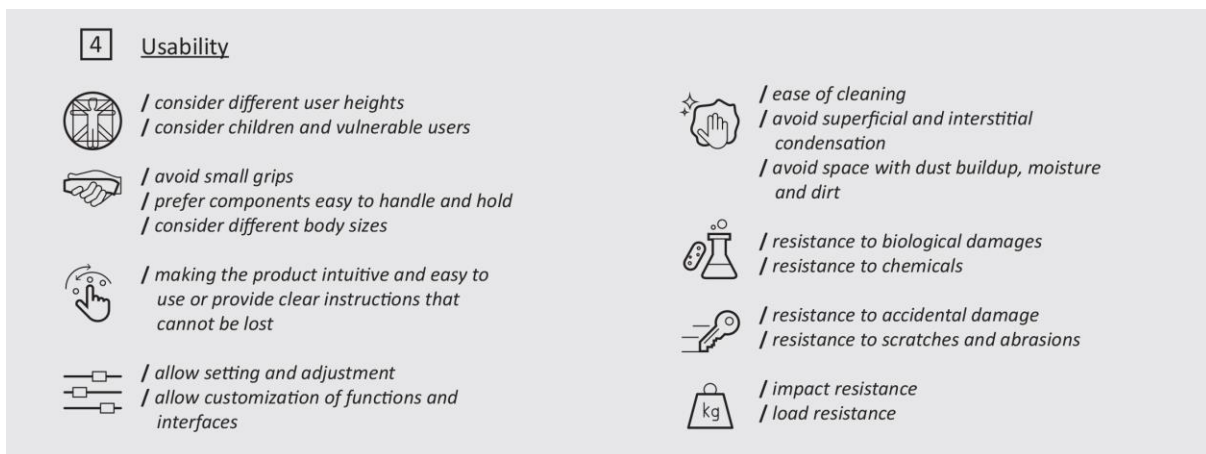 4 Usability
/ consider different user heights
/ consider children and vulnerable users
/ avoid small grips
/ prefer components easy to handle and hold
/ consider different body sizes
/ making the product intuitive and easy to
use or provide clear instructions that
cannot be lost
/ allow setting and adjustment
/ allow customization of functions and
interfaces
/ ease of cleaning
/ avoid superficial and interstitial
condensation
/ avoid space with dust buildup, moisture
and dirt
/ resistance to biological damages
/ resistance to chemicals
/ resistance to accidental damage
/ resistance to scratches and abrasions
kg
/ impact resistance
/ load resistance